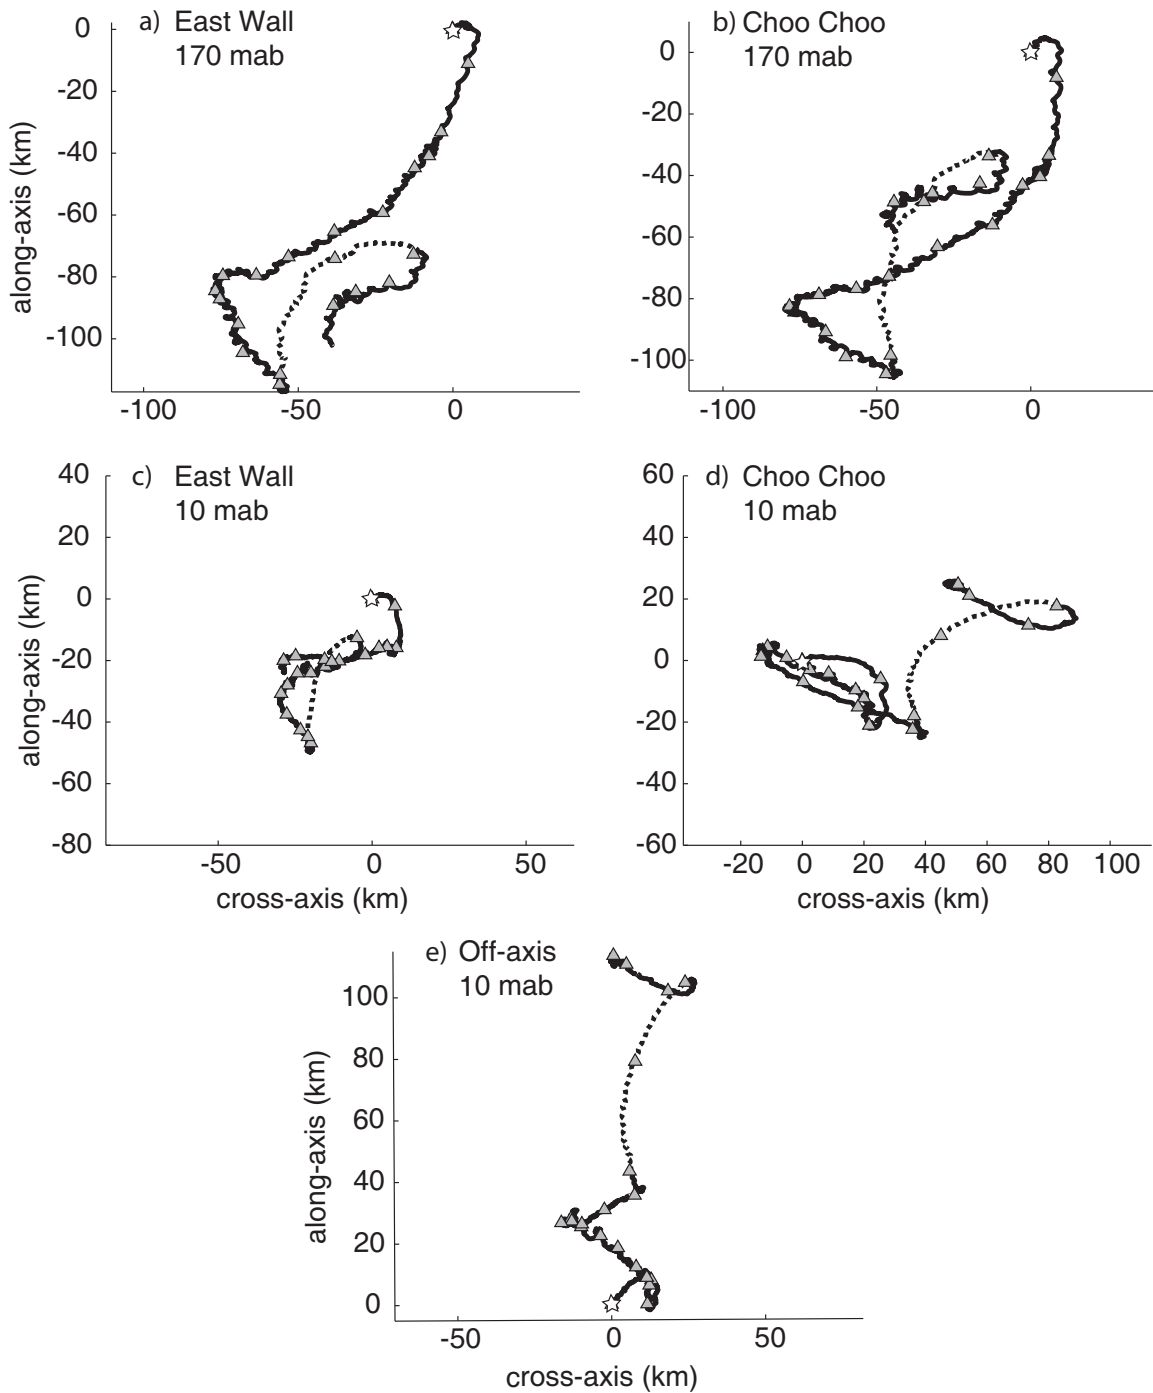 a) East Wall
170 mab
0
-20
-40
-60
-80
-100
along-axis (km)
-100 -50 0
b) Choo Choo
170 mab
0
-20
-40
-60
-80
-100
-100 -50 0
c) East Wall
10 mab
40
20
0
-20
-40
-60
-80
along-axis (km)
-50 0 50
cross-axis (km)
d) Choo Choo
10 mab
60
40
20
0
-20
-40
-60
-20 0 20 40 60 80 100
cross-axis (km)
e) Off-axis
10 mab
100
80
60
40
20
0
along-axis (km)
-50 0 50
cross-axis (km)